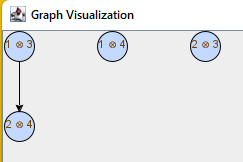 Graph Visualization
1 ⊗ 3
1 ⊗ 4
2 ⊗ 3
2 ⊗ 4